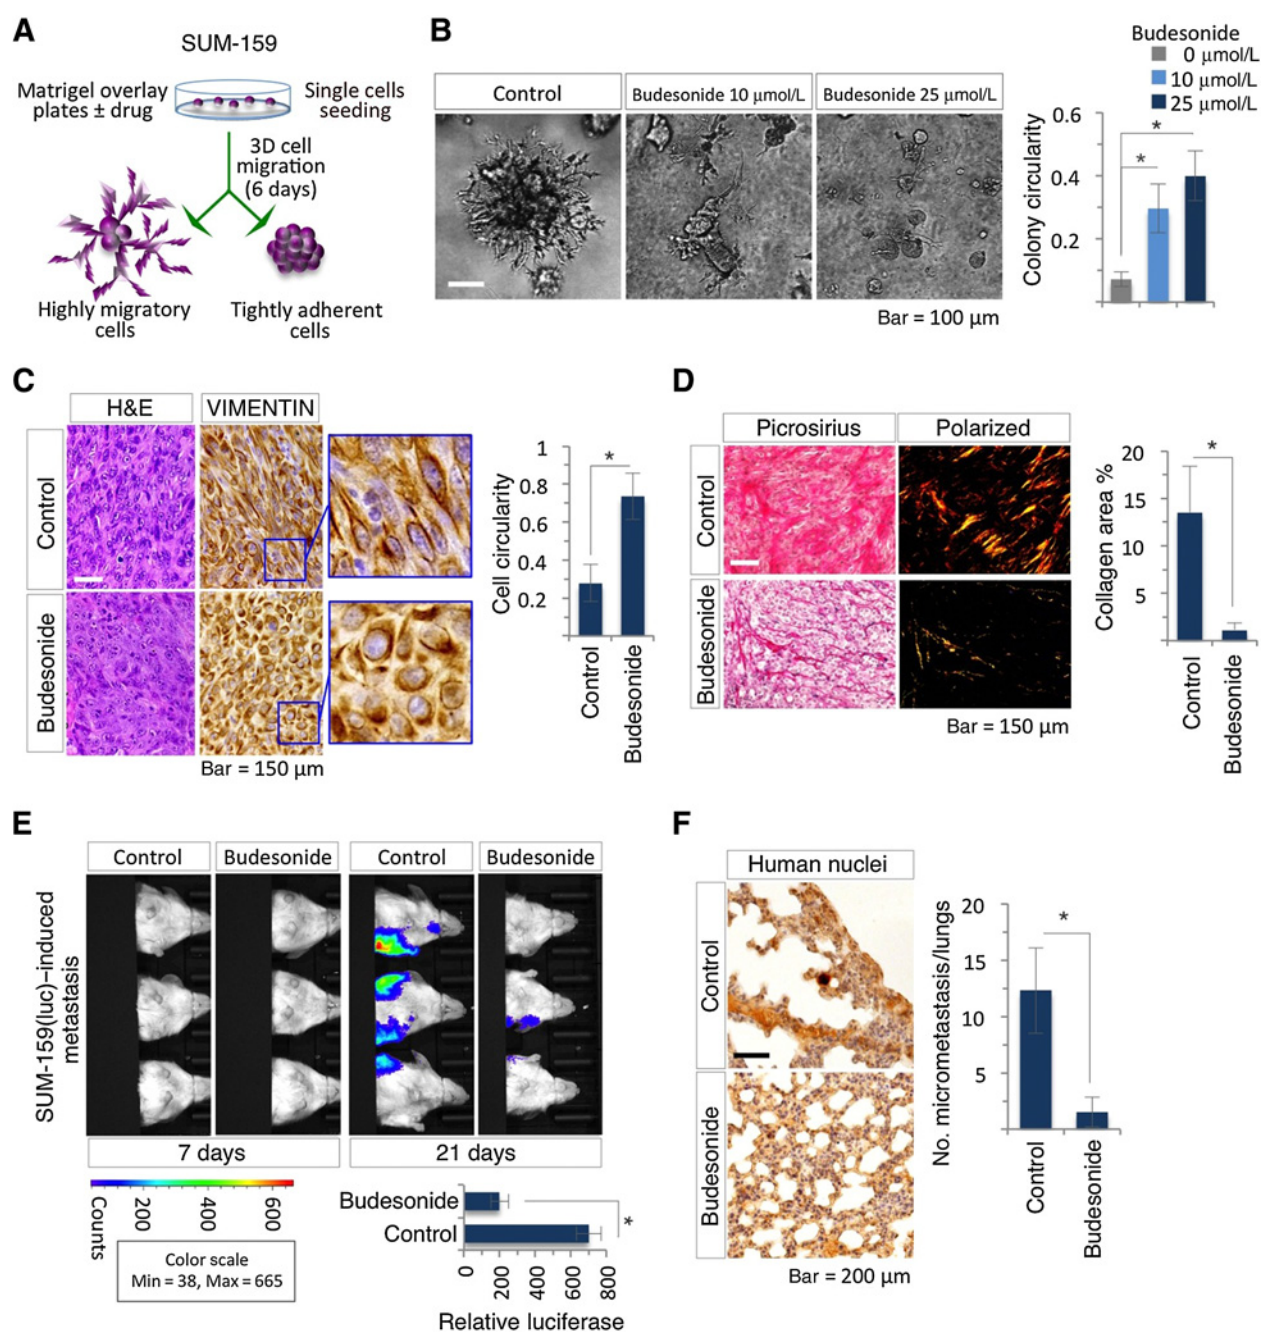 A
SUM-159
Matrigel overlay
plates ± drug
Single cells
seeding
3D cell
migration
(6 days)
Highly migratory
cells
Tightly adherent
cells
B
Control
Budesonide 10 μmol/L
Budesonide 25 μmol/L
Bar = 100 μm
Budesonide
0 μmol/L
10 μmol/L
25 μmol/L
Colony circularity
0.6
0.4
0.2
*
*
C
H&E
VIMENTIN
Control
Budesonide
Bar = 150 μm
Cell circularity
1
0.8
0.6
0.4
0.2
*
Control
Budesonide
D
Picrosirius
Polarized
Control
Budesonide
Bar = 150 μm
Collagen area %
20
15
10
5
*
Control
Budesonide
E
Control
Budesonide
Control
Budesonide
SUM-159(luc)–induced
metastasis
7 days
21 days
Counts
200
400
600
Color scale
Min = 38, Max = 665
Budesonide
Control
*
0
200
400
600
800
Relative luciferase
F
Human nuclei
Control
Budesonide
Bar = 200 μm
No. micrometastasis/lungs
20
15
10
5
*
Control
Budesonide